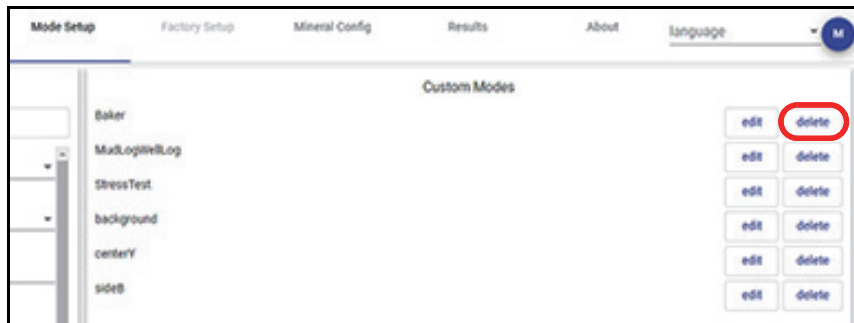 Mode Setup Factory Setup Mineral Config Results About language M
Custom Modes
Baker edit delete
MudLogWellLog edit delete
StressTest edit delete
background edit delete
centerY edit delete
sideB edit delete